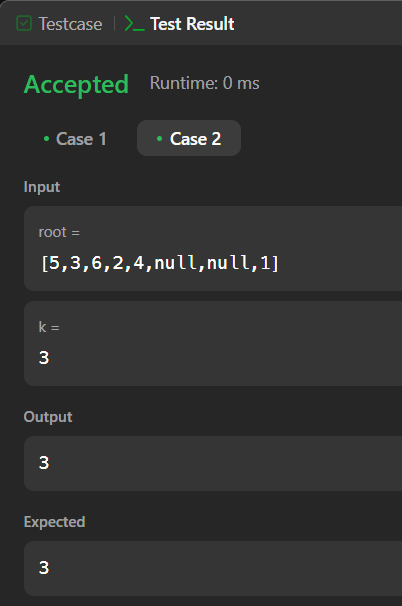 Testcase
Test Result
Accepted Runtime: 0 ms
Case 1 Case 2
Input
root =
[5,3,6,2,4,null,null,1]
k =
3
Output
3
Expected
3